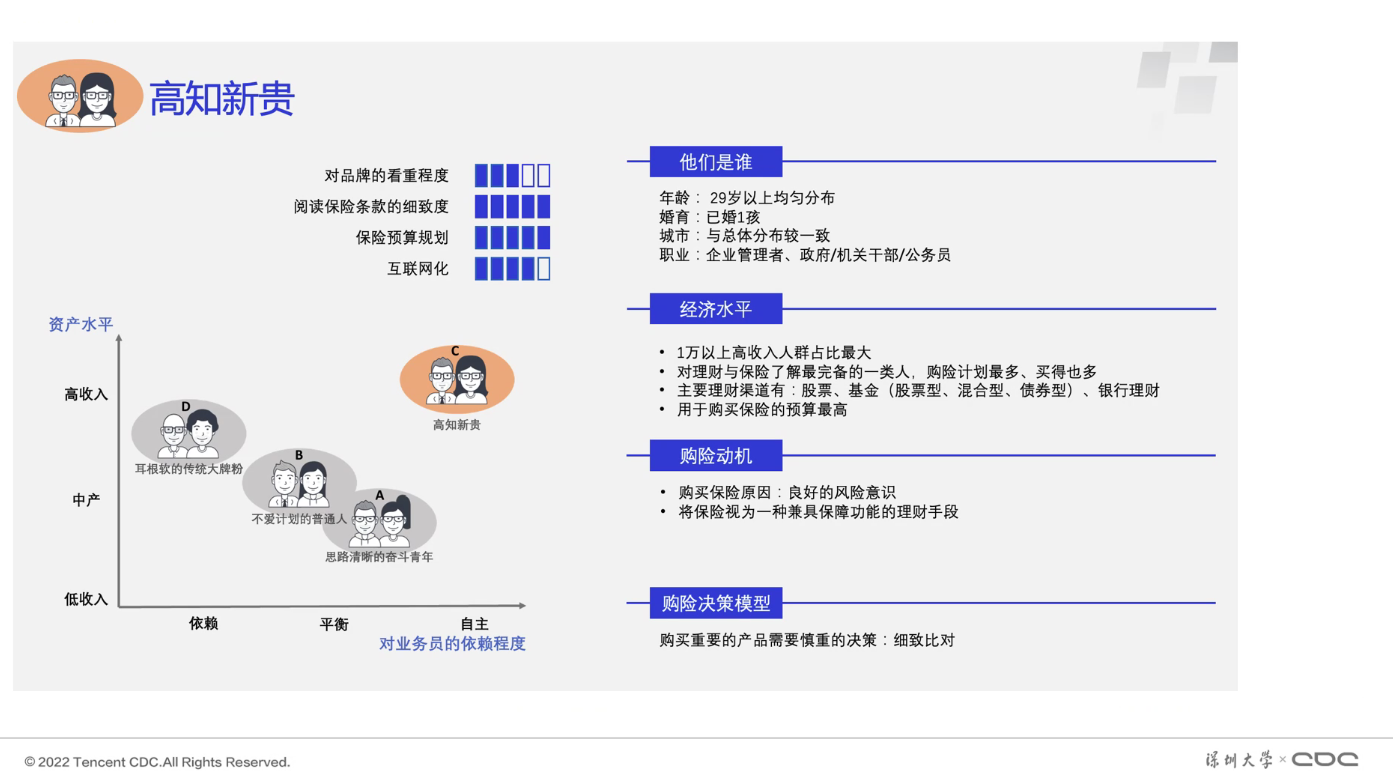 高知新贵
对品牌的看重程度
阅读保险条款的细致度
保险预算规划
互联网化
资产水平
高收入
中产
低收入
D
耳根软的传统大牌粉
B
不爱计划的普通人
A
思路清晰的奋斗青年
C
高知新贵
依赖
平衡
自主
对业务员的依赖程度
他们是谁
年龄：29岁以上均匀分布
婚育：已婚1孩
城市：与总体分布较一致
职业：企业管理者、政府/机关干部/公务员
经济水平
• 1万以上高收入人群占比最大
• 对理财与保险了解最完备的一类人，购险计划最多、买得也多
• 主要理财渠道有：股票、基金（股票型、混合型、债券型）、银行理财
• 用于购买保险的预算最高
购险动机
• 购买保险原因：良好的风险意识
• 将保险视为一种兼具保障功能的理财手段
购险决策模型
购买重要的产品需要慎重的决策：细致比对
© 2022 Tencent CDC.All Rights Reserved.
深圳大学 × CDC